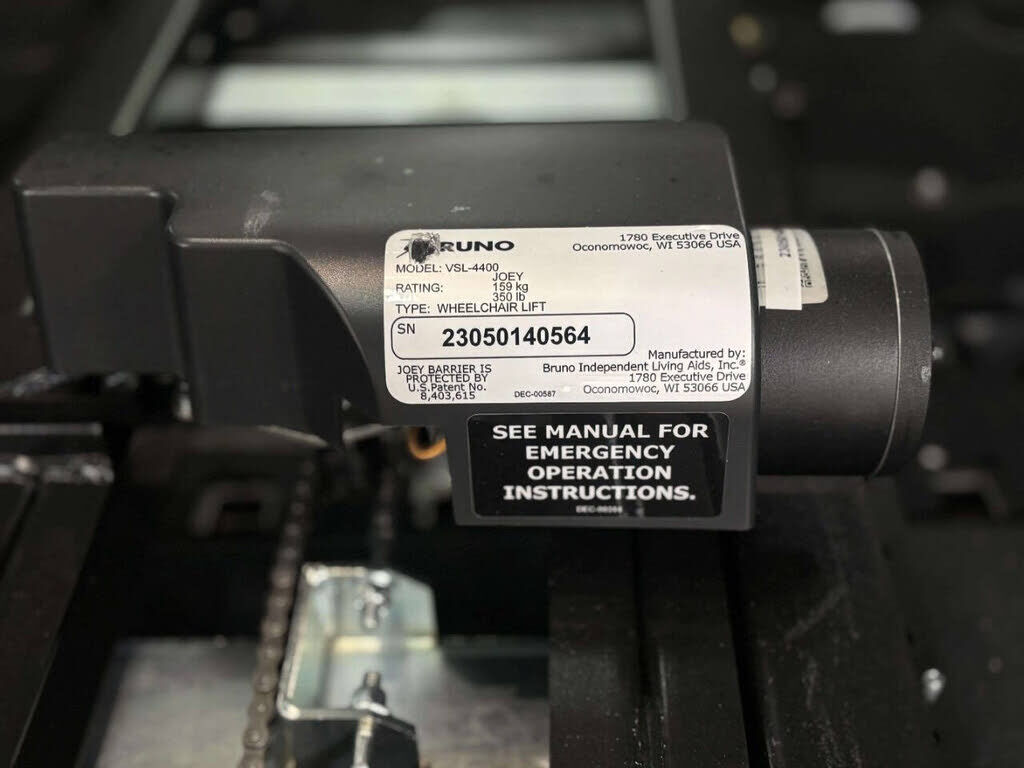 BRUNO
1780 Executive Drive
Oconomowoc, WI 53066 USA
MODEL: VSL-4400
JOEY
RATING: 159 kg
350 lb
TYPE: WHEELCHAIR LIFT
SN 23050140564
JOEY BARRIER IS
PROTECTED BY
U.S.Patent No.
8,403,615
DEC-00587
Manufactured by:
Bruno Independent Living Aids, Inc.®
1780 Executive Drive
Oconomowoc, WI 53066 USA
SEE MANUAL FOR
EMERGENCY
OPERATION
INSTRUCTIONS.